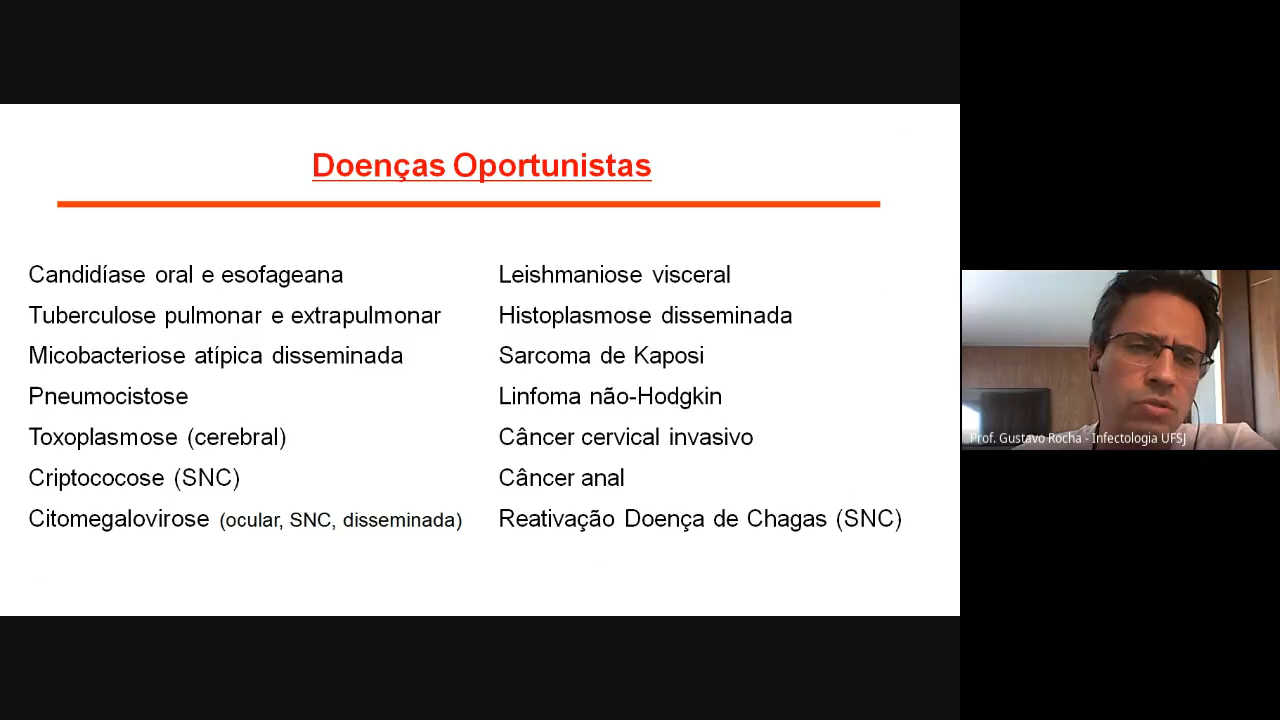 Doenças Oportunistas
Candidíase oral e esofageana
Tuberculose pulmonar e extrapulmonar
Micobacteriose atípica disseminada
Pneumocistose
Toxoplasmose (cerebral)
Criptococose (SNC)
Citomegalovirose (ocular, SNC, disseminada)
Leishmaniose visceral
Histoplasmose disseminada
Sarcoma de Kaposi
Linfoma não-Hodgkin
Câncer cervical invasivo
Câncer anal
Reativação Doença de Chagas (SNC)
Prof. Gustavo Rocha - Infectologia UFSJ